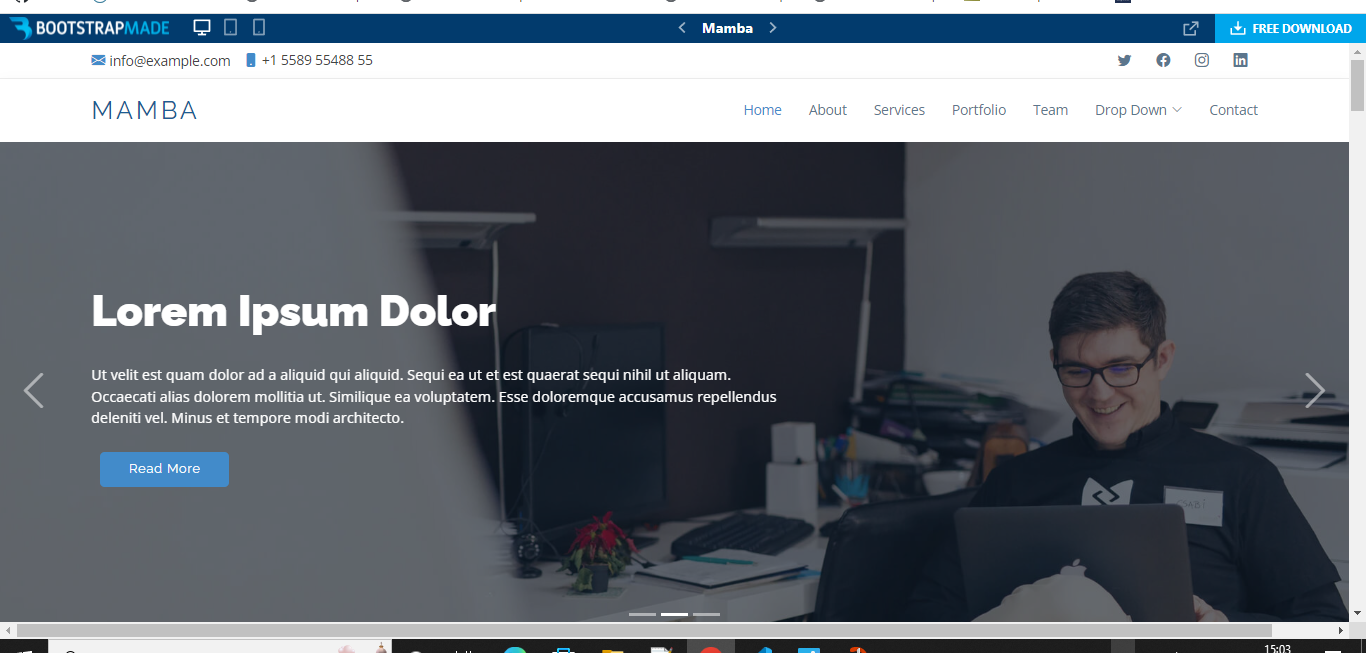 BOOTSTRAPMADE
Mamba
FREE DOWNLOAD
info@example.com +1 5589 55488 55
MAMBA
Home About Services Portfolio Team Drop Down Contact
Lorem Ipsum Dolor
Ut velit est quam dolor ad a aliquid qui aliquid. Sequi ea ut et est quaerat sequi nihil ut aliquam.
Occaecati alias dolorem mollitia ut. Similique ea voluptatem. Esse doloremque accusamus repellendus
deleniti vel. Minus et tempore modi architecto.
Read More
15:03